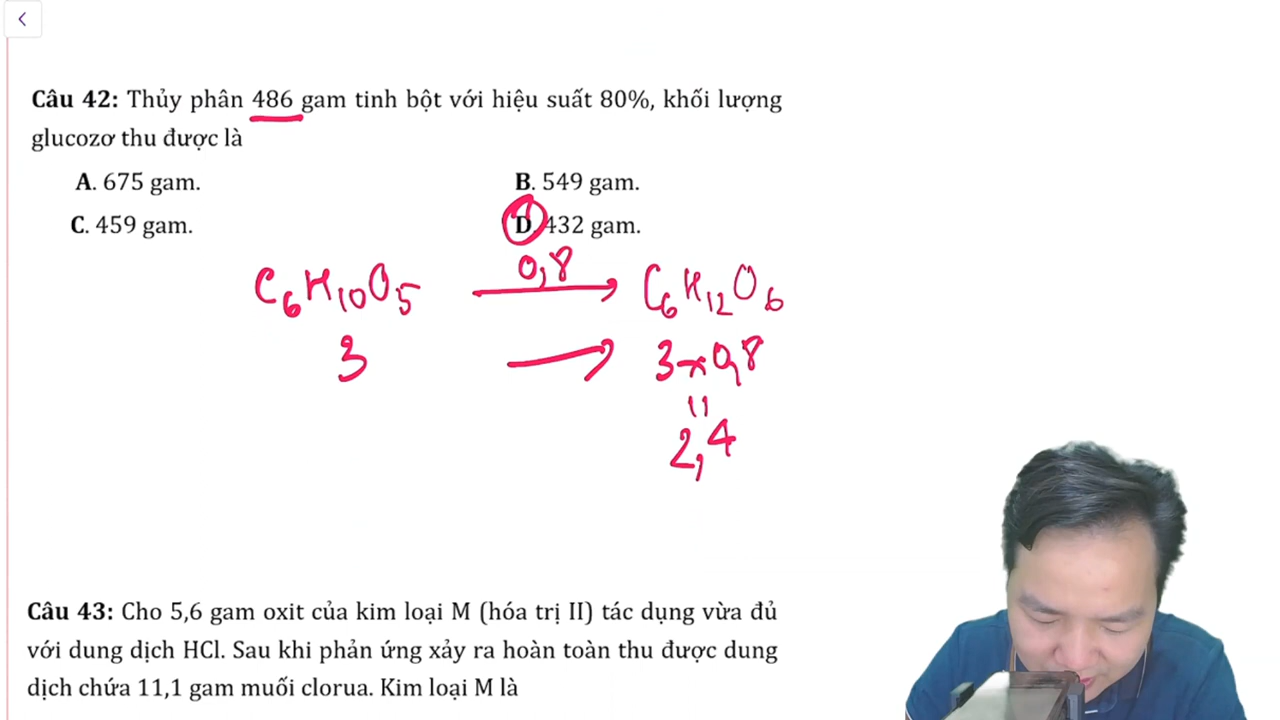 Câu 42: Thủy phân 486 gam tinh bột với hiệu suất 80%, khối lượng
glucozơ thu được là
A. 675 gam.
B. 549 gam.
C. 459 gam.
D. 432 gam.
0,8
C6H10O5 → C6H12O6
3 → 3×0,8
=
2,4
Câu 43: Cho 5,6 gam oxit của kim loại M (hóa trị II) tác dụng vừa đủ
với dung dịch HCl. Sau khi phản ứng xảy ra hoàn toàn thu được dung
dịch chứa 11,1 gam muối clorua. Kim loại M là